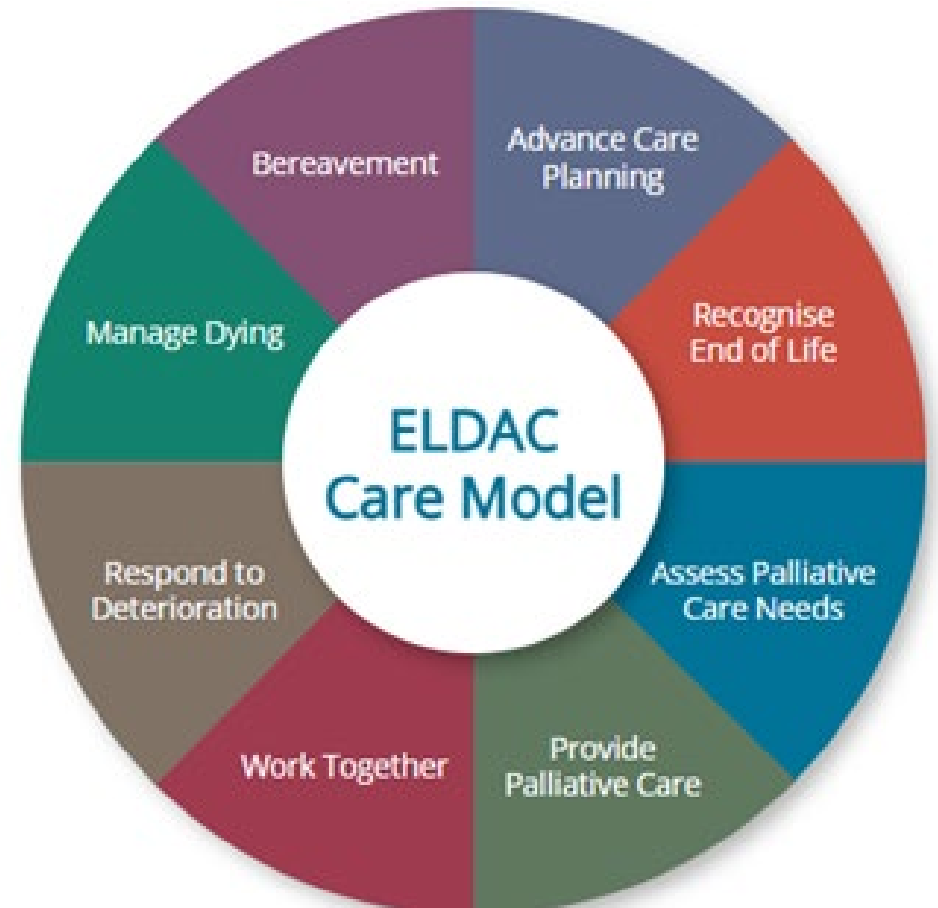 Bereavement
Advance Care
Planning
Recognise
End of Life
Assess Palliative
Care Needs
Provide
Palliative Care
Work Together
Respond to
Deterioration
Manage Dying
ELDAC
Care Model